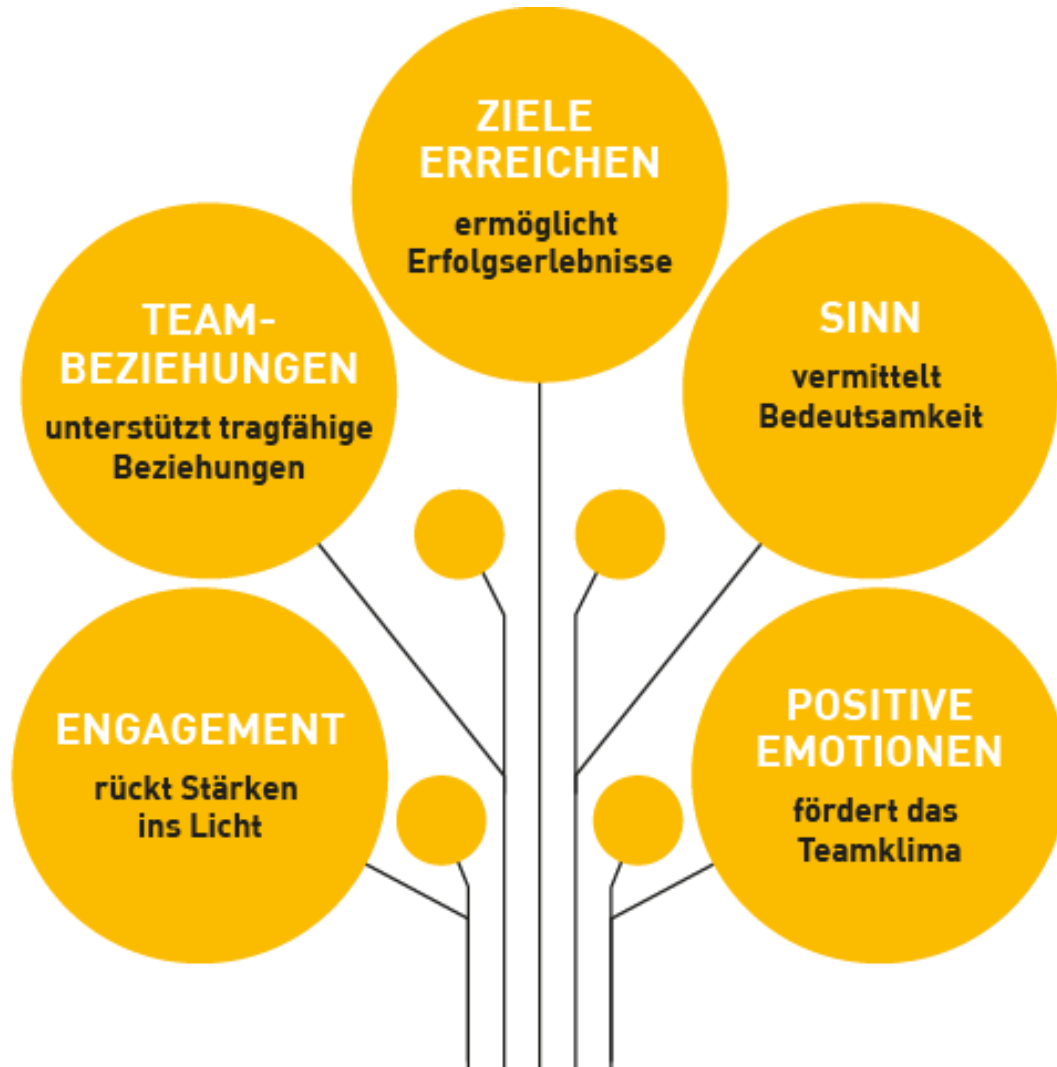 ZIELE
ERREICHEN
ermöglicht
Erfolgserlebnisse
TEAM-
BEZIEHUNGEN
unterstützt tragfähige
Beziehungen
SINN
vermittelt
Bedeutsamkeit
ENGAGEMENT
rückt Stärken
ins Licht
POSITIVE
EMOTIONEN
fördert das
Teamklima